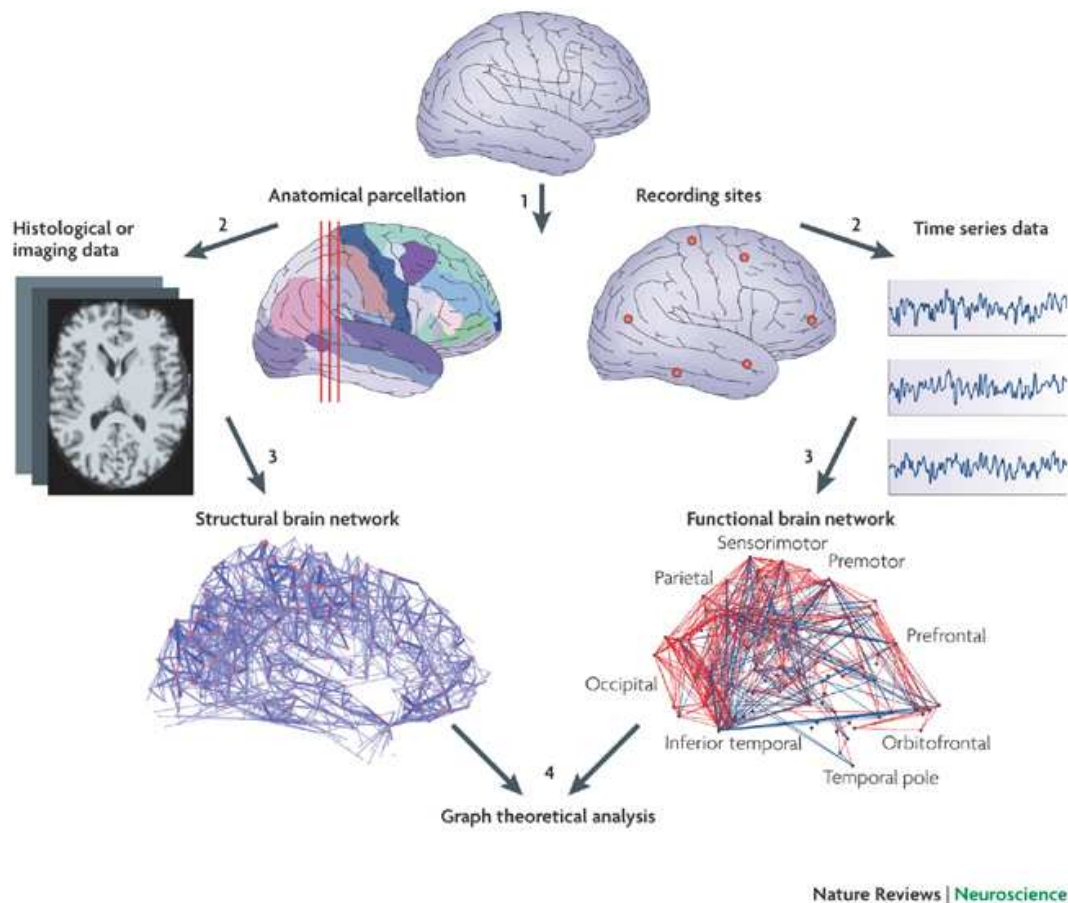 Anatomical parcellation
1
Recording sites
Histological or
imaging data
2
2
Time series data
3
3
Structural brain network
Functional brain network
Sensorimotor
Premotor
Parietal
Prefrontal
Occipital
Inferior temporal
Orbitofrontal
Temporal pole
4
Graph theoretical analysis
Nature Reviews | Neuroscience